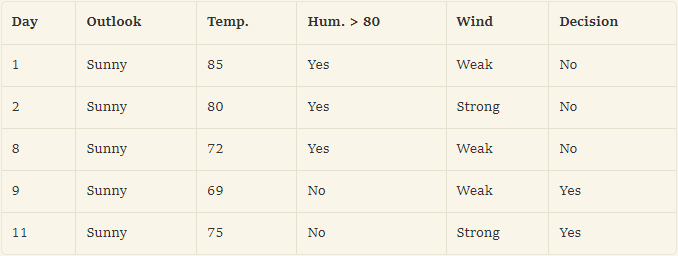 Day Outlook Temp. Hum. > 80 Wind Decision
1 Sunny 85 Yes Weak No
2 Sunny 80 Yes Strong No
8 Sunny 72 Yes Weak No
9 Sunny 69 No Weak Yes
11 Sunny 75 No Strong Yes